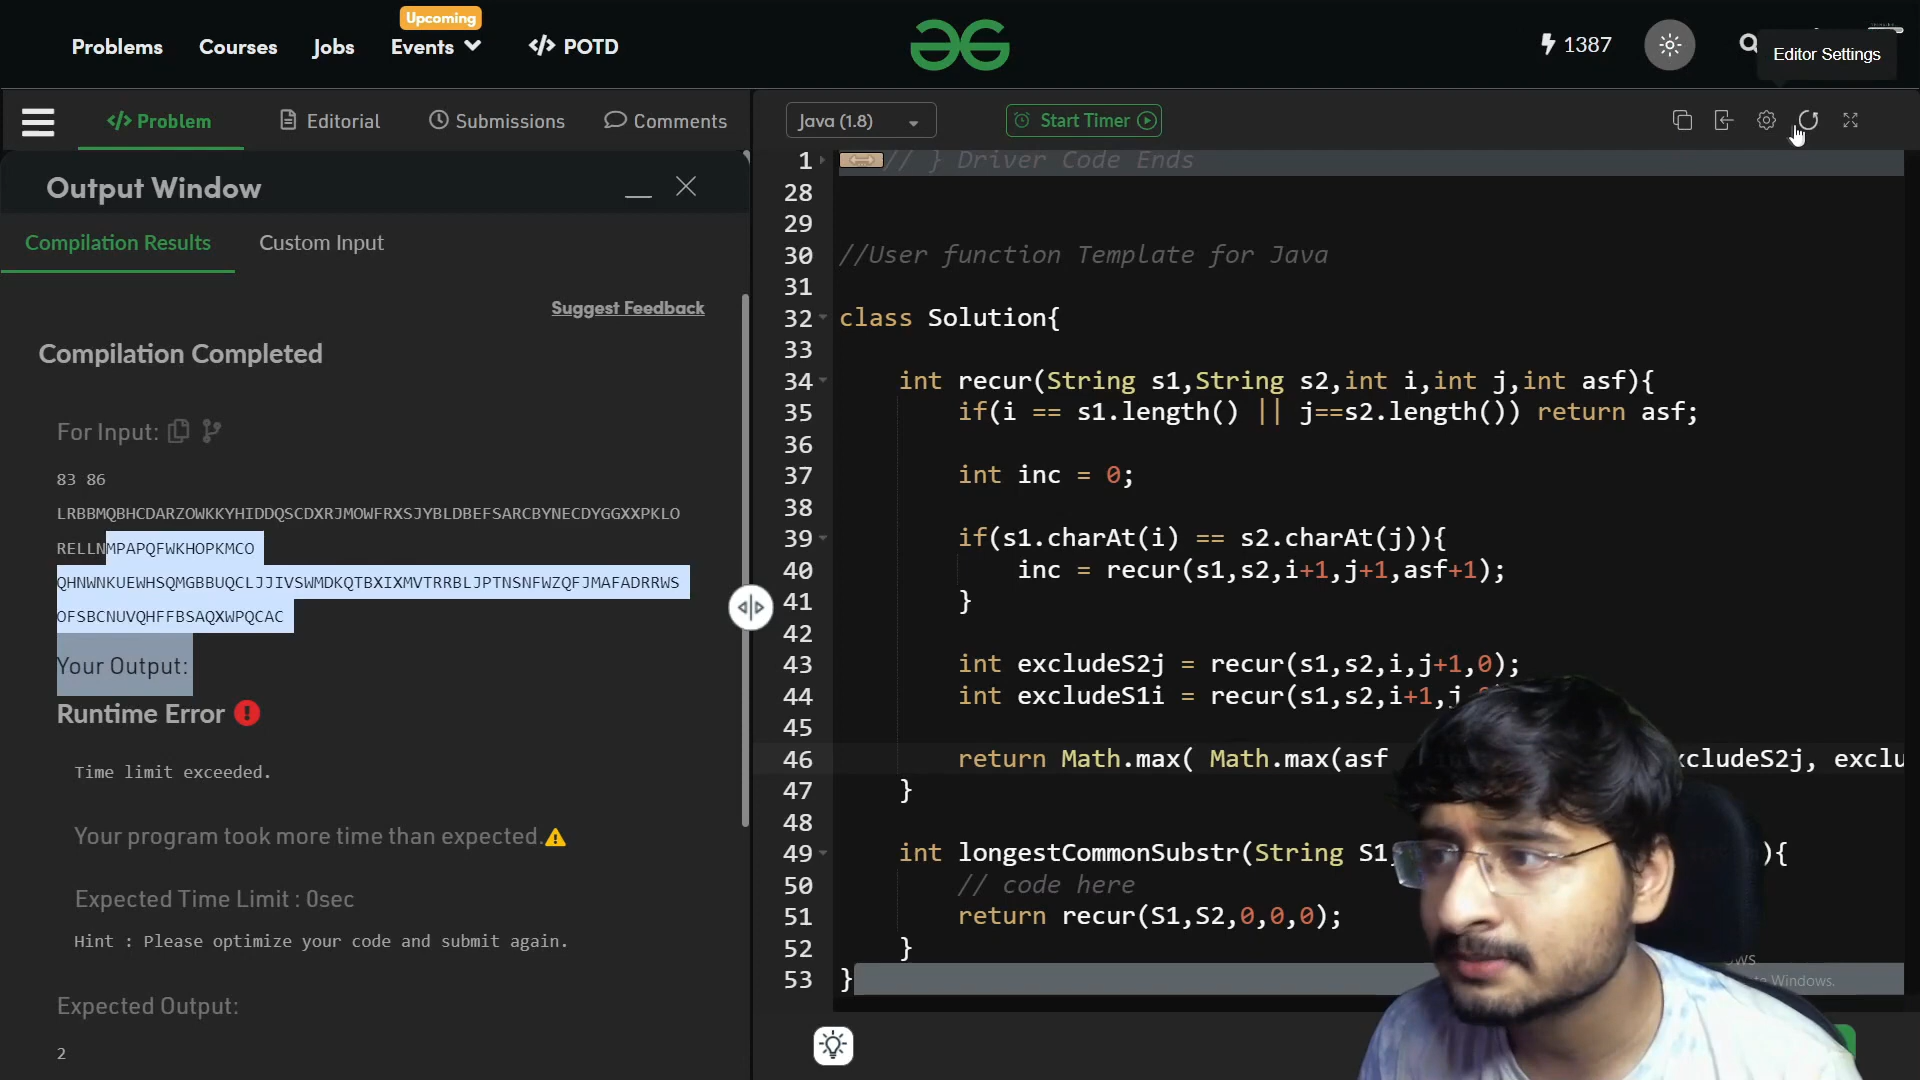 Upcoming
Problems Courses Jobs Events POTD
1387
Editor Settings
Problem Editorial Submissions Comments
Java (1.8)
Start Timer
Output Window
Compilation Results Custom Input
Suggest Feedback
Compilation Completed
For Input:
83 86
LRBBMQBHCDARZOWKKYHIDDQSCDXRJMOWFRXSJYBLDBEFSARCBYNECDYGGXXPKLO
RELLNMPAPQFWKHOPKMCO
QHNWNKUEWHSQMGBBUQCLJJIVSWMDKQTBXIXMVTRRBLJPTNSNFWZQFJMAFADRRWS
OFSBCNUVQHFFBSAQXWPQCAC
Your Output:
Runtime Error
Time limit exceeded.
Your program took more time than expected.
Expected Time Limit : 0sec
Hint : Please optimize your code and submit again.
Expected Output:
2
1 // } Driver Code Ends
28
29
30 //User function Template for Java
31
32 class Solution{
33
34 int recur(String s1,String s2,int i,int j,int asf){
35 if(i == s1.length() || j==s2.length()) return asf;
36
37 int inc = 0;
38
39 if(s1.charAt(i) == s2.charAt(j)){
40 inc = recur(s1,s2,i+1,j+1,asf+1);
41 }
42
43 int excludeS2j = recur(s1,s2,i,j+1,0);
44 int excludeS1i = recur(s1,s2,i+1,j
45
46 return Math.max( Math.max(asf xcludeS2j, exclu
47 }
48
49 int longestCommonSubstr(String S1, ){
50 // code here
51 return recur(S1,S2,0,0,0);
52 }
53 }
Windows.